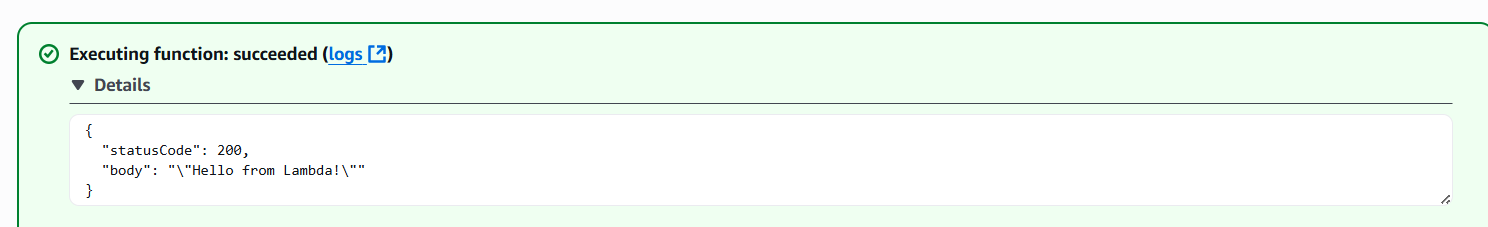 Executing function: succeeded (logs)
Details
{
"statusCode": 200,
"body": "\"Hello from Lambda!\""
}